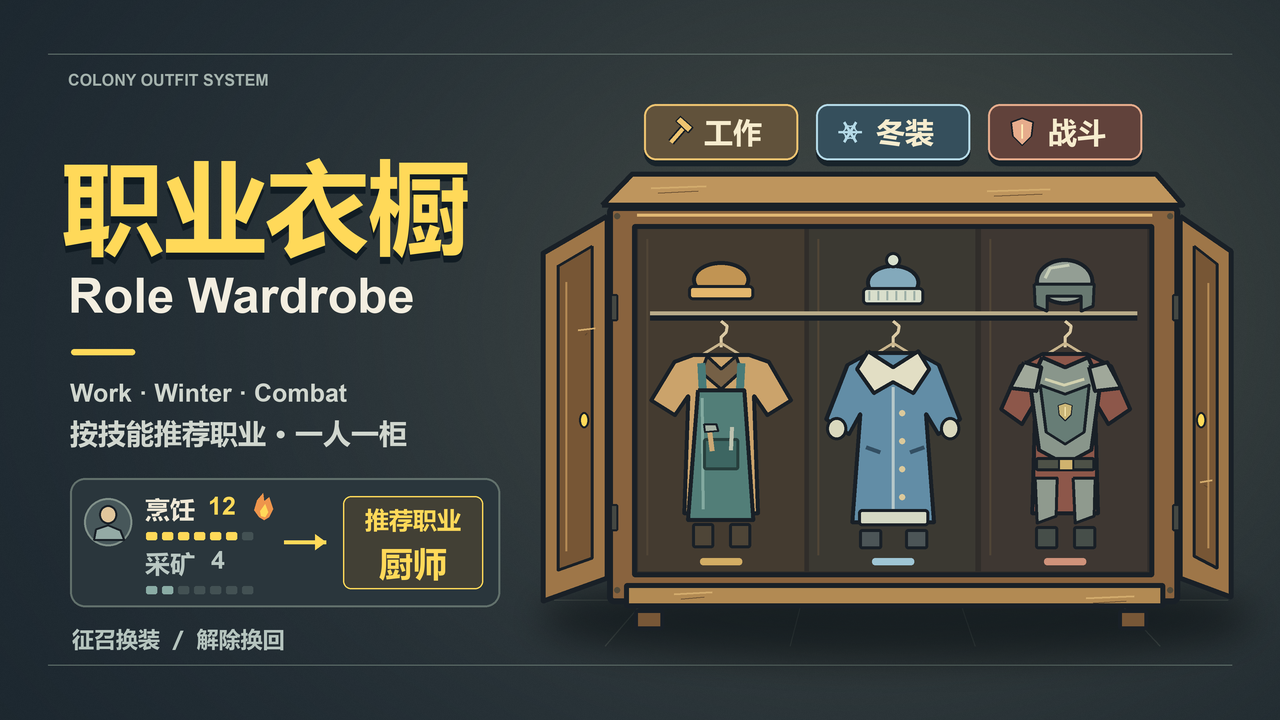 COLONY OUTFIT SYSTEM
职业衣橱
Role Wardrobe
Work · Winter · Combat
按技能推荐职业 · 一人一柜
烹饪 12
采矿 4
推荐职业
厨师
征召换装 / 解除换回
工作
冬装
战斗